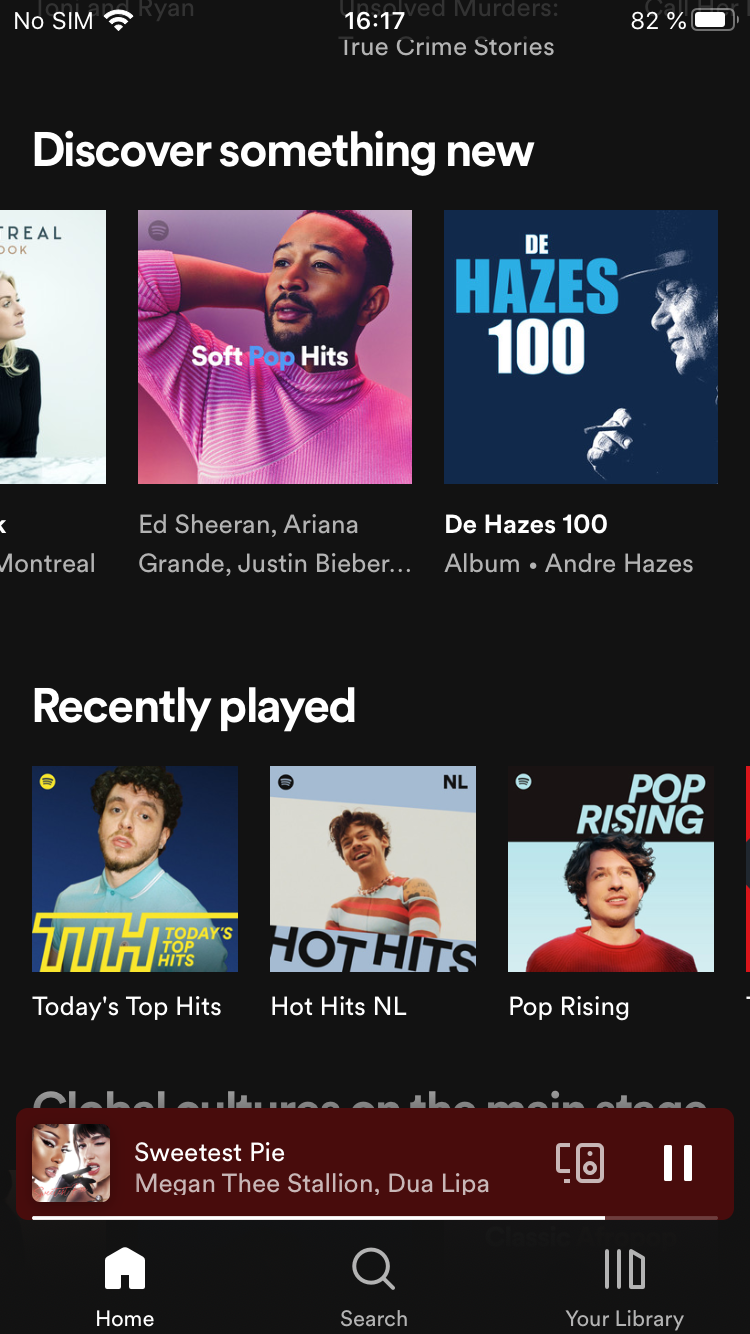 Toni and Ryan
Unsolved Murders:
Call Her
No SIM
16:17
82 %
True Crime Stories
Discover something new
TREAL
OOK
Soft Pop Hits
DE
HAZES
100
k
Montreal
Ed Sheeran, Ariana
Grande, Justin Bieber...
De Hazes 100
Album • Andre Hazes
Recently played
TTH TODAY'S
TOP
HITS
NL
HOT HITS
POP
RISING
Today's Top Hits
Hot Hits NL
Pop Rising
Global cultures on the main stage
Sweetest Pie
Megan Thee Stallion, Dua Lipa
Home
Search
Your Library